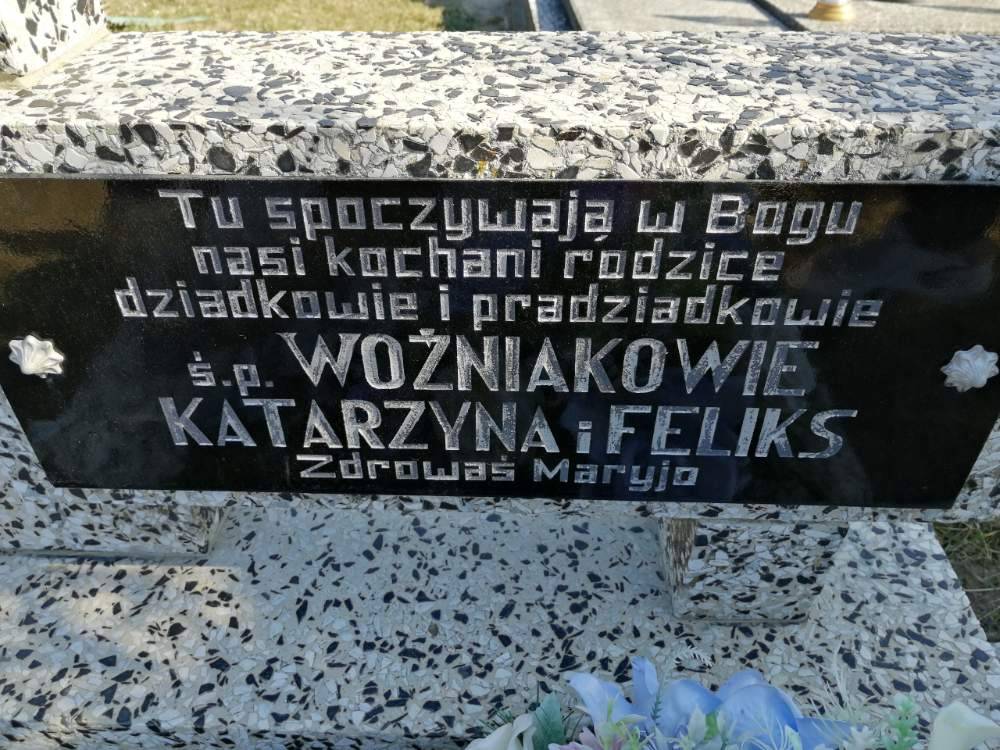 Tu spoczywają w Bogu
nasi kochani rodzice
dziadkowie i pradziadkowie
ś.p. WOŹNIAKOWIE
KATARZYNA i FELIKS
Zdrowaś Maryjo